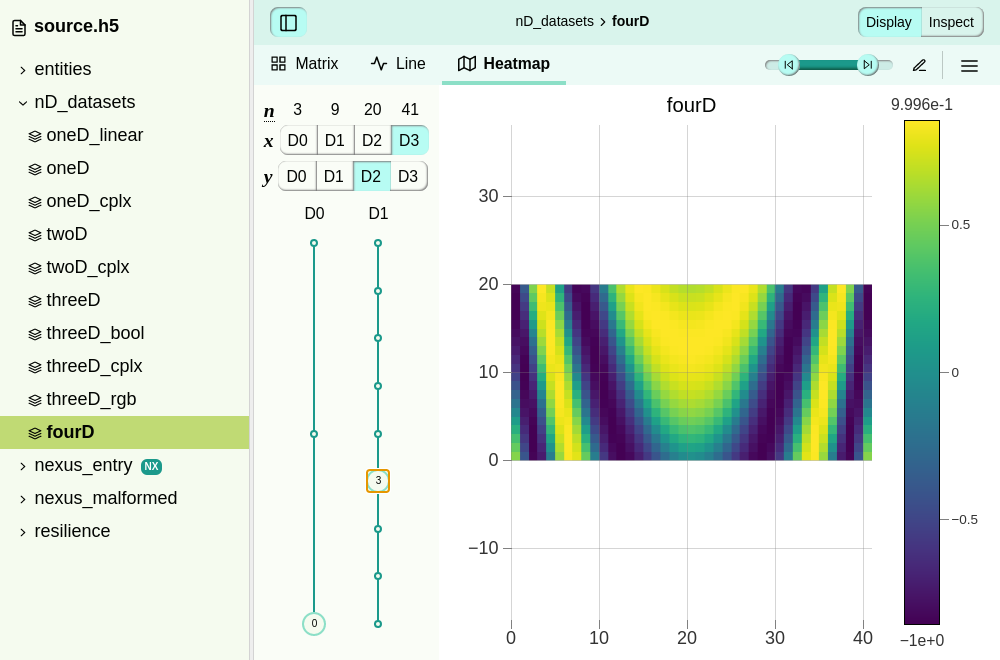 source.h5
nD_datasets › fourD
Display Inspect
entities
nD_datasets
oneD_linear
oneD
oneD_cplx
twoD
twoD_cplx
threeD
threeD_bool
threeD_cplx
threeD_rgb
fourD
nexus_entry NX
nexus_malformed
resilience
Matrix Line Heatmap
n 3 9 20 41
x D0 D1 D2 D3
y D0 D1 D2 D3
D0 D1
3
0
fourD
30
20
10
0
−10
0 10 20 30 40
9.996e-1
0.5
0
−0.5
−1e+0